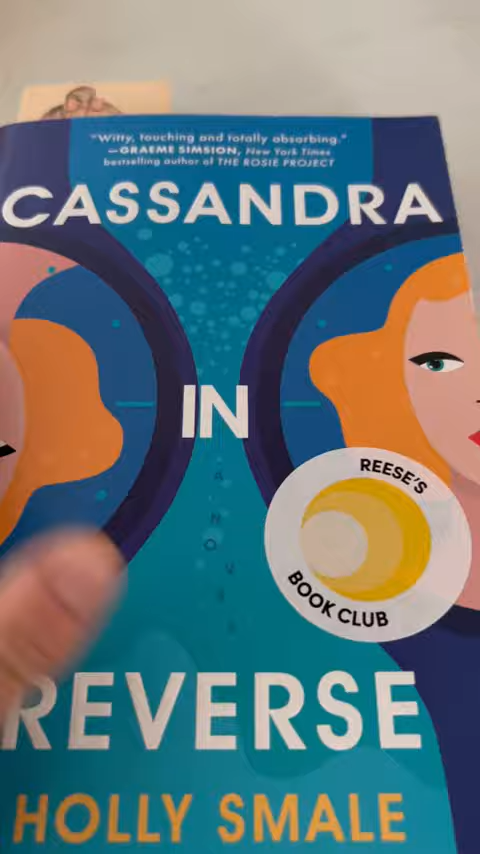 "Witty, touching and totally absorbing."
—GRAEME SIMSION, New York Times
bestselling author of THE ROSIE PROJECT
CASSANDRA
IN
A
NOVEL
REESE'S
BOOK CLUB
REVERSE
HOLLY SMALE